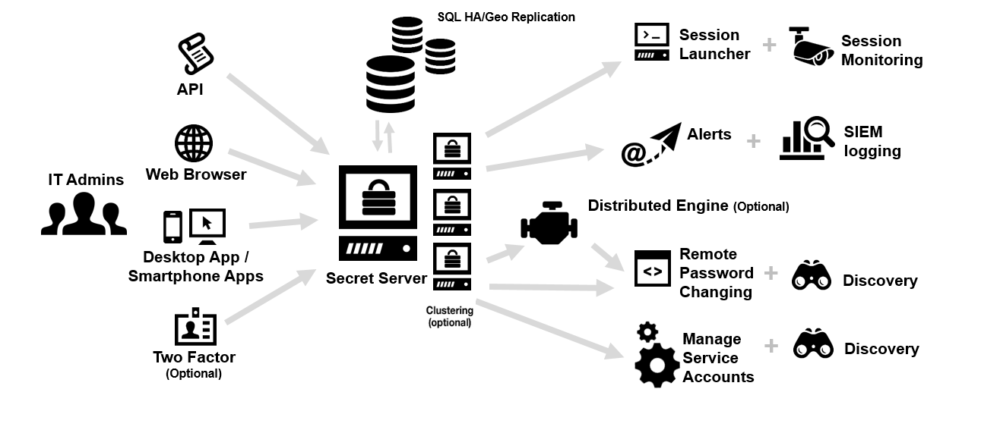 SQL HA/Geo Replication
API
Web Browser
IT Admins
Desktop App /
Smartphone Apps
Two Factor
(Optional)
Secret Server
Clustering
(optional)
>_
Session
Launcher
+
Session
Monitoring
@
Alerts
+
SIEM
logging
Distributed Engine (Optional)
<>
Remote
Password
Changing
+
Discovery
Manage
Service
Accounts
+
Discovery